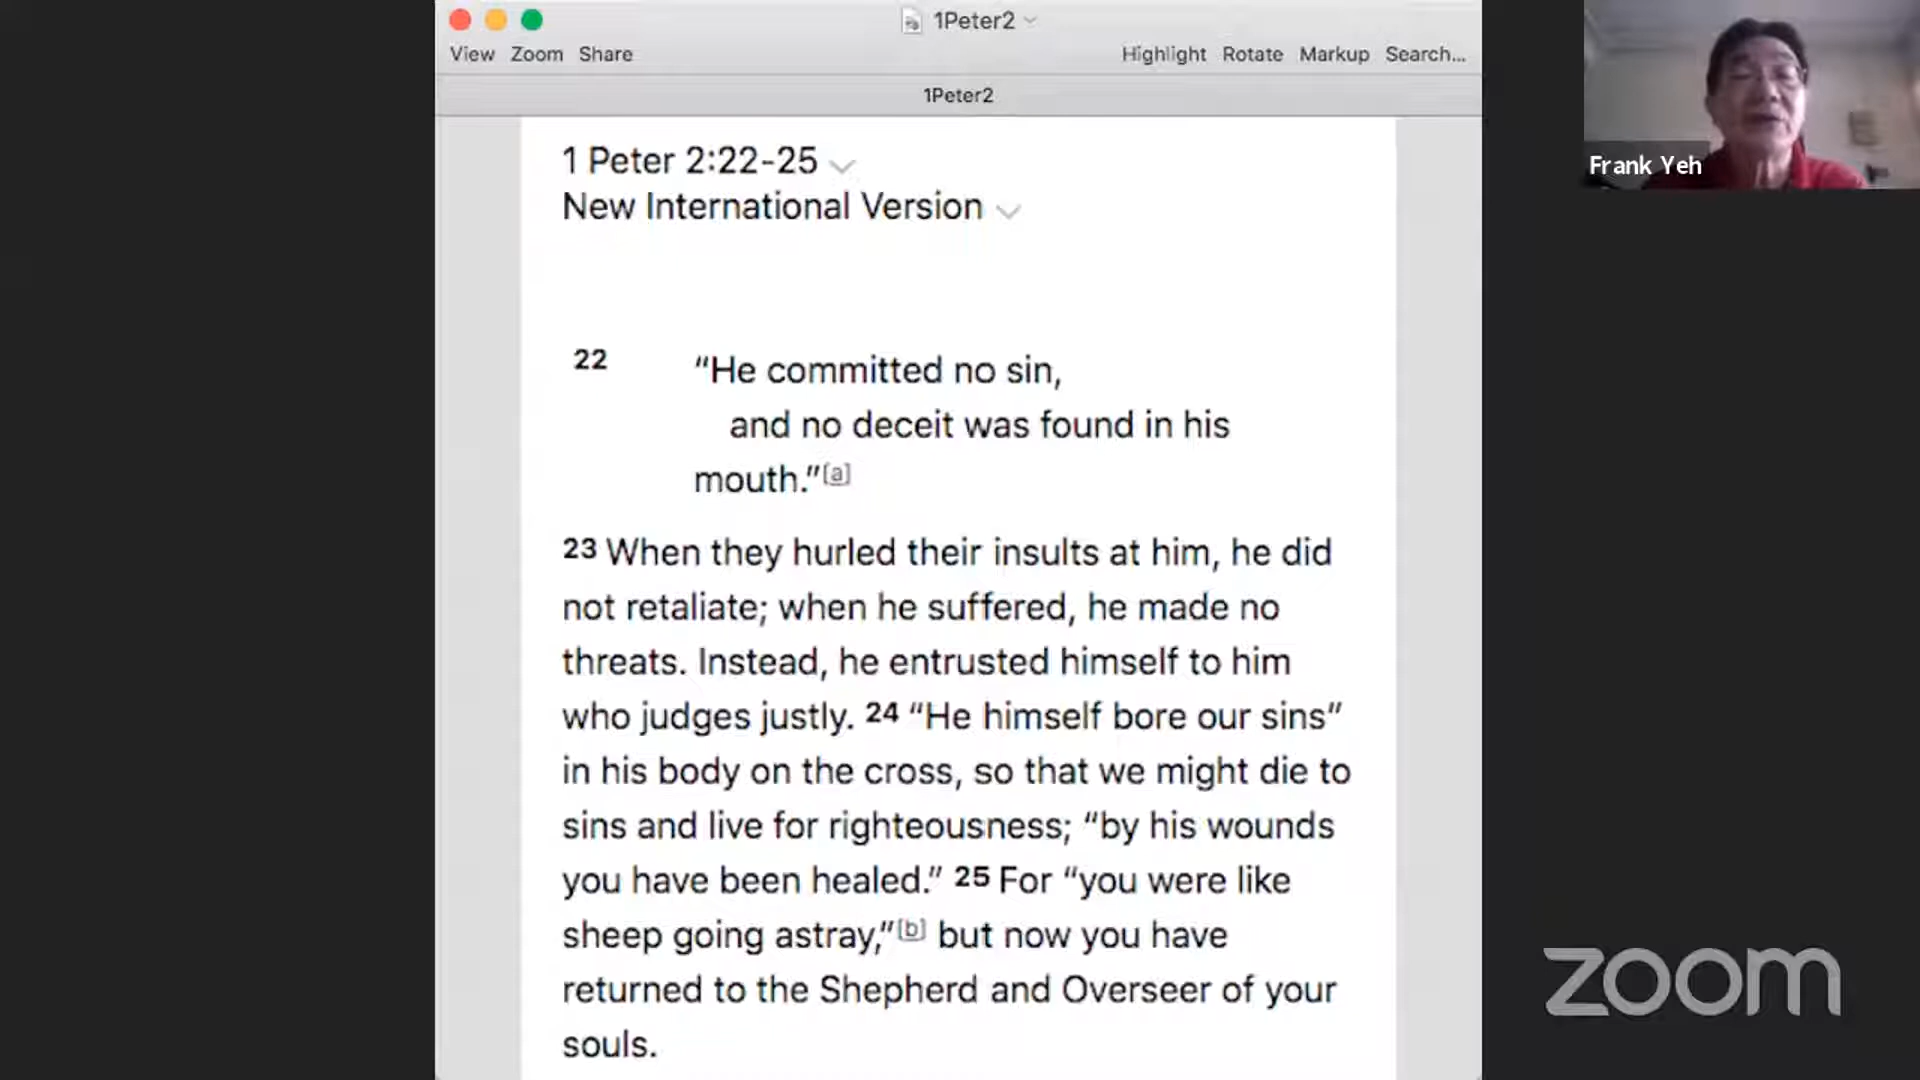 1Peter2
View Zoom Share Highlight Rotate Markup Search...
1Peter2
1 Peter 2:22-25
New International Version
22 “He committed no sin,
and no deceit was found in his
mouth.”[a]
23 When they hurled their insults at him, he did
not retaliate; when he suffered, he made no
threats. Instead, he entrusted himself to him
who judges justly. 24 “He himself bore our sins”
in his body on the cross, so that we might die to
sins and live for righteousness; “by his wounds
you have been healed.” 25 For “you were like
sheep going astray,”[b] but now you have
returned to the Shepherd and Overseer of your
souls.
Frank Yeh
zoom